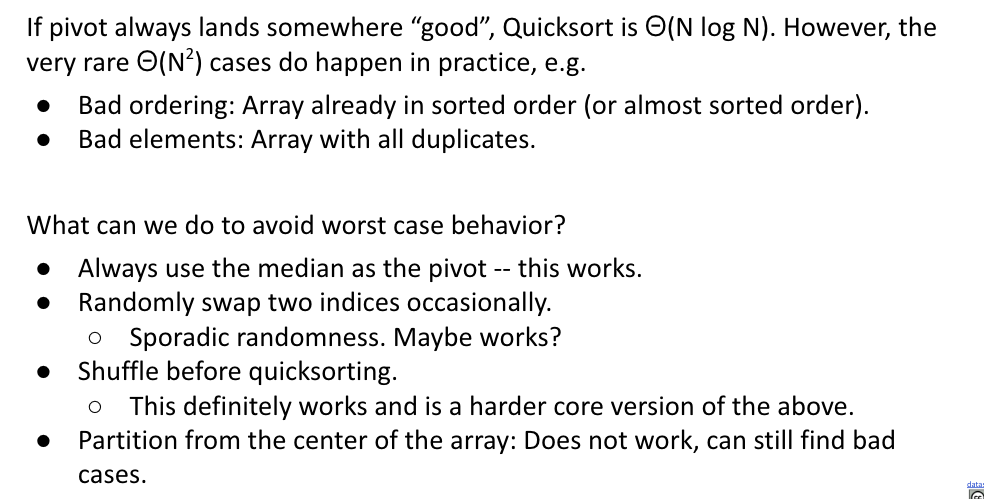 If pivot always lands somewhere “good”, Quicksort is Θ(N log N). However, the
very rare Θ(N²) cases do happen in practice, e.g.
● Bad ordering: Array already in sorted order (or almost sorted order).
● Bad elements: Array with all duplicates.
What can we do to avoid worst case behavior?
● Always use the median as the pivot -- this works.
● Randomly swap two indices occasionally.
○ Sporadic randomness. Maybe works?
● Shuffle before quicksorting.
○ This definitely works and is a harder core version of the above.
● Partition from the center of the array: Does not work, can still find bad
cases.
datas